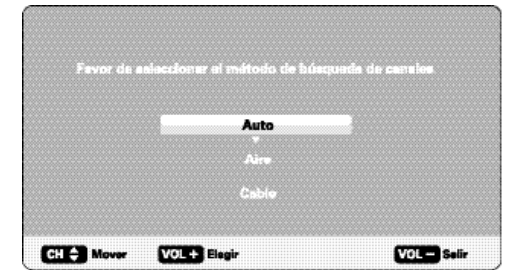 Favor de seleccionar el método de búsqueda de canales
Auto
Aire
Cable
CH Mover VOL + Elegir VOL − Salir